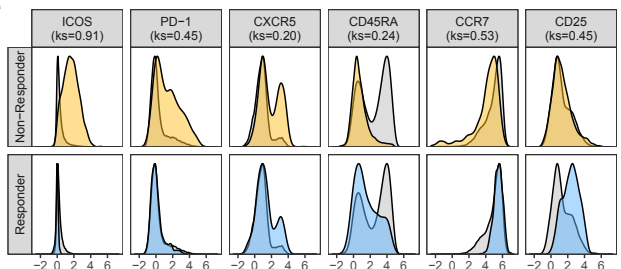 ICOS PD-1 CXCR5 CD45RA CCR7 CD25
(ks=0.91) (ks=0.45) (ks=0.20) (ks=0.24) (ks=0.53) (ks=0.45)
Non-Responder
Responder
−2 0 2 4 6 −2 0 2 4 6 −2 0 2 4 6 −2 0 2 4 6 −2 0 2 4 6 −2 0 2 4 6